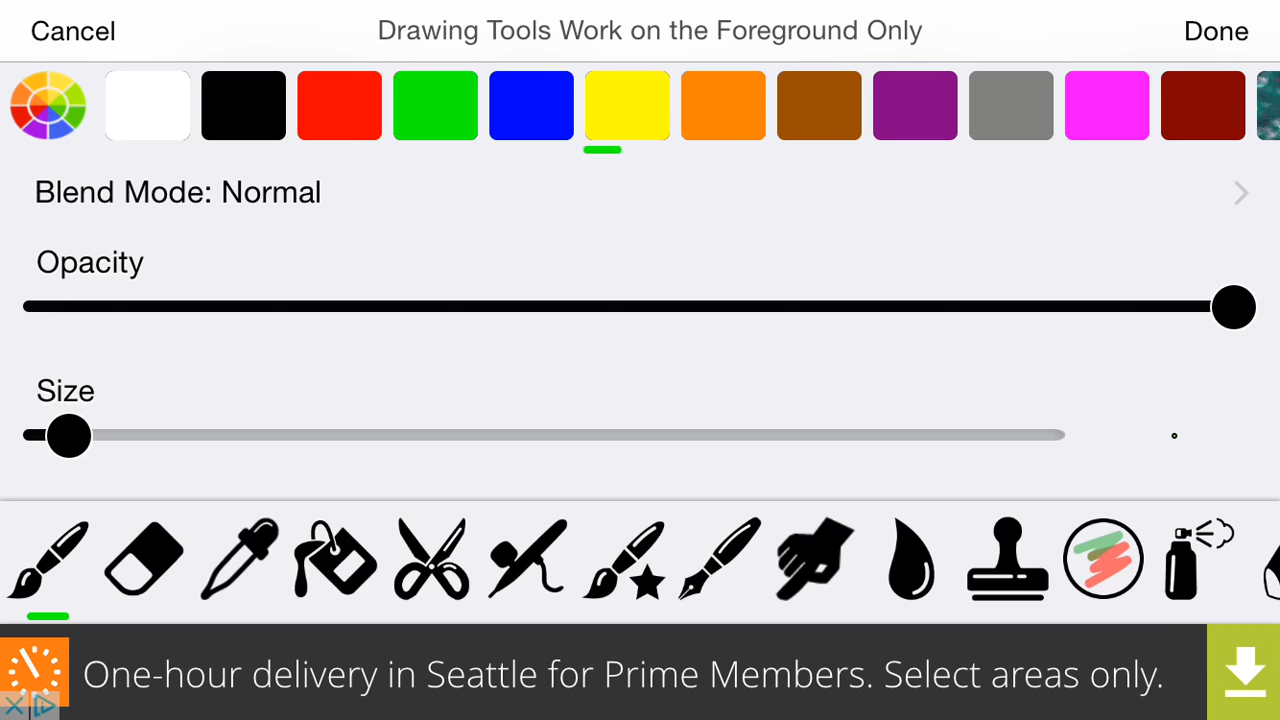 Cancel
Drawing Tools Work on the Foreground Only
Done
Blend Mode: Normal
Opacity
Size
One-hour delivery in Seattle for Prime Members. Select areas only.